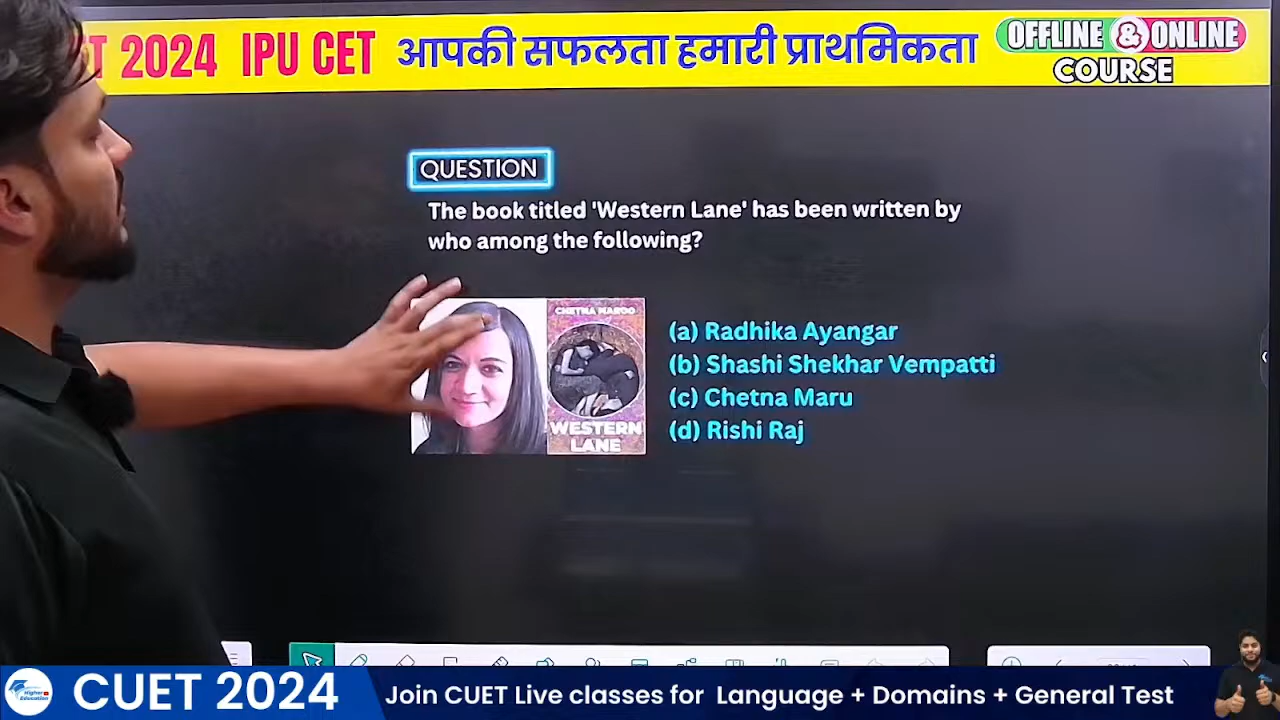 T 2024 IPU CET आपकी सफलता हमारी प्राथमिकता OFFLINE & ONLINE
COURSE
QUESTION
The book titled 'Western Lane' has been written by
who among the following?
CHETNA MAROO
WESTERN
LANE
(a) Radhika Ayangar
(b) Shashi Shekhar Vempatti
(c) Chetna Maru
(d) Rishi Raj
Higher
Education
CUET 2024
Join CUET Live classes for Language + Domains + General Test